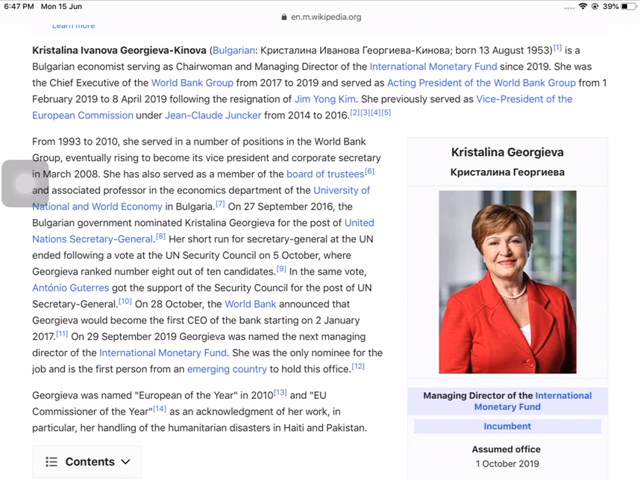 6:47 PM Mon 15 Jun
39%
en.m.wikipedia.org
Learn more
Kristalina Ivanova Georgieva-Kinova (Bulgarian: Кристалина Иванова Георгиева-Кинова; born 13 August 1953)[1] is a
Bulgarian economist serving as Chairwoman and Managing Director of the International Monetary Fund since 2019. She was
the Chief Executive of the World Bank Group from 2017 to 2019 and served as Acting President of the World Bank Group from 1
February 2019 to 8 April 2019 following the resignation of Jim Yong Kim. She previously served as Vice-President of the
European Commission under Jean-Claude Juncker from 2014 to 2016.[2][3][4][5]
From 1993 to 2010, she served in a number of positions in the World Bank
Group, eventually rising to become its vice president and corporate secretary
in March 2008. She has also served as a member of the board of trustees[6]
and associated professor in the economics department of the University of
National and World Economy in Bulgaria.[7] On 27 September 2016, the
Bulgarian government nominated Kristalina Georgieva for the post of United
Nations Secretary-General.[8] Her short run for secretary-general at the UN
ended following a vote at the UN Security Council on 5 October, where
Georgieva ranked number eight out of ten candidates.[9] In the same vote,
António Guterres got the support of the Security Council for the post of UN
Secretary-General.[10] On 28 October, the World Bank announced that
Georgieva would become the first CEO of the bank starting on 2 January
2017.[11] On 29 September 2019 Georgieva was named the next managing
director of the International Monetary Fund. She was the only nominee for the
job and is the first person from an emerging country to hold this office.[12]
Georgieva was named "European of the Year" in 2010[13] and "EU
Commissioner of the Year"[14] as an acknowledgment of her work, in
particular, her handling of the humanitarian disasters in Haiti and Pakistan.
Contents
Kristalina Georgieva
Кристалина Георгиева
Managing Director of the International
Monetary Fund
Incumbent
Assumed office
1 October 2019